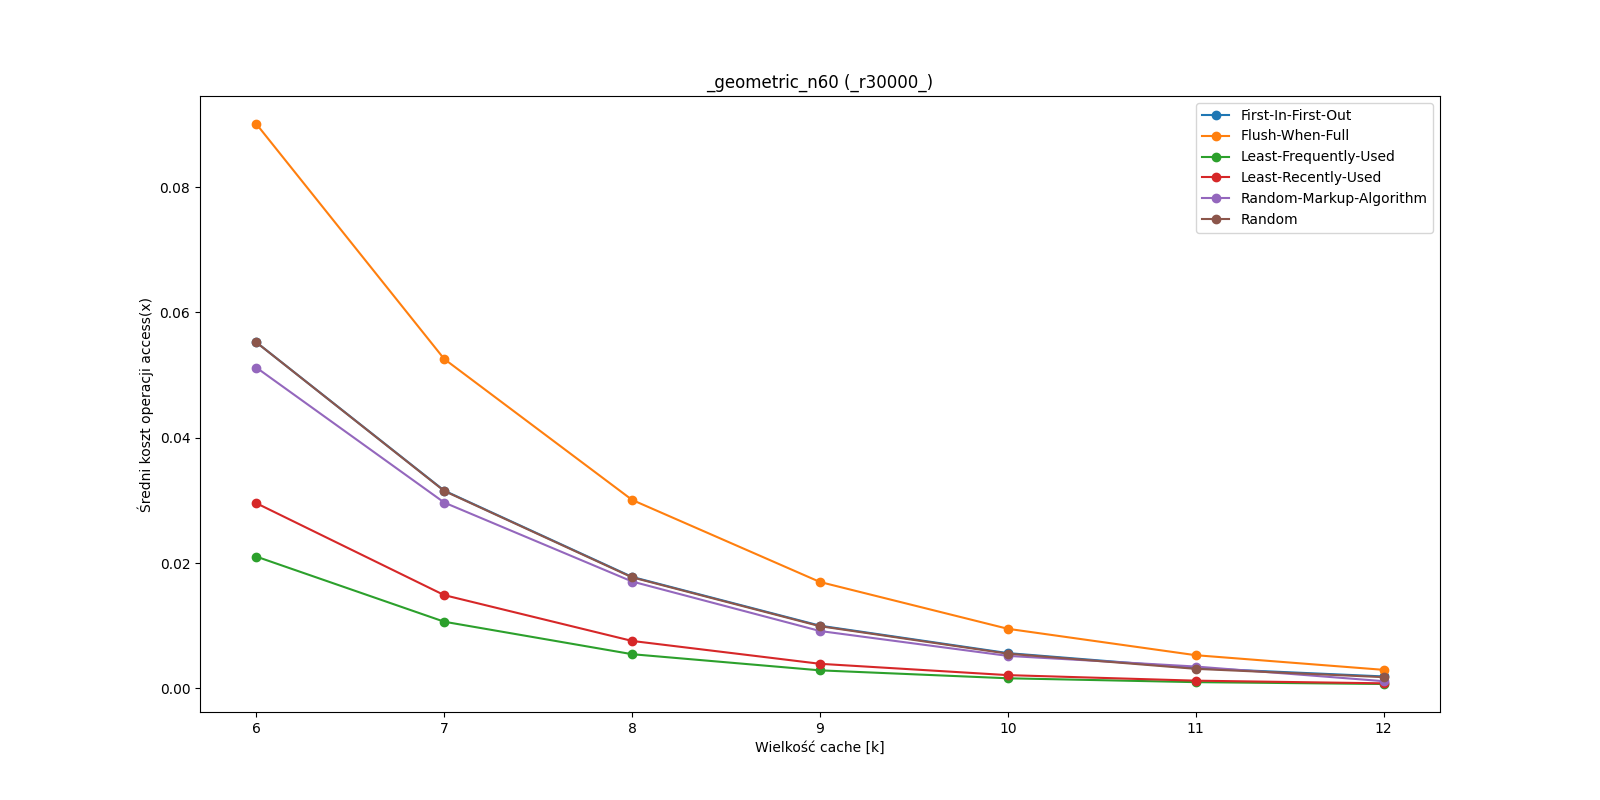 _geometric_n60 (_r30000_)
First-In-First-Out
Flush-When-Full
Least-Frequently-Used
Least-Recently-Used
Random-Markup-Algorithm
Random
Średni koszt operacji access(x)
0.08
0.06
0.04
0.02
0.00
6 7 8 9 10 11 12
Wielkość cache [k]